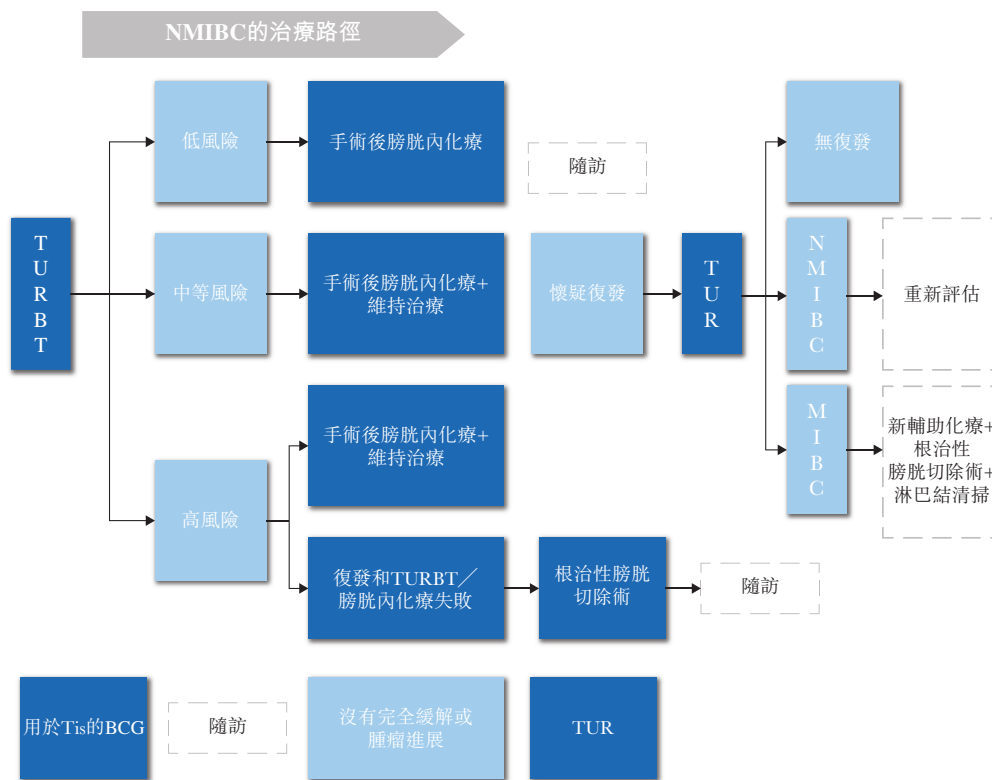 NMIBC的治療路徑
TURBT
低風險
手術後膀胱內化療
隨訪
中等風險
手術後膀胱內化療+
維持治療
高風險
手術後膀胱內化療+
維持治療
復發和TURBT／
膀胱內化療失敗
根治性膀胱
切除術
隨訪
懷疑復發
TUR
無復發
NMIBC
重新評估
MIBC
新輔助化療+
根治性
膀胱切除術+
淋巴結清掃
用於Tis的BCG
隨訪
沒有完全緩解或
腫瘤進展
TUR